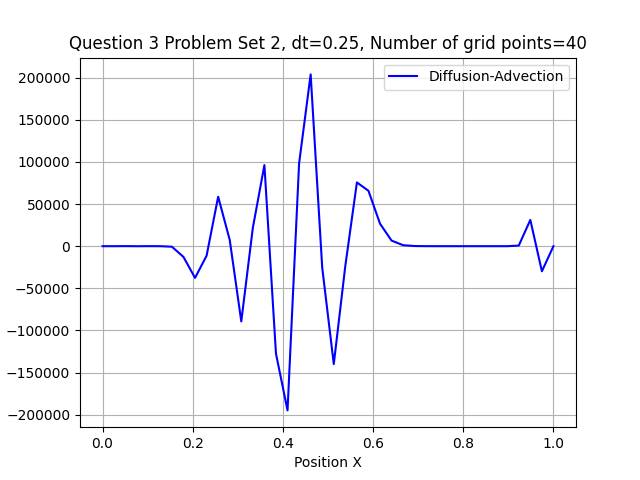 Question 3 Problem Set 2, dt=0.25, Number of grid points=40
Diffusion-Advection
200000
150000
100000
50000
0
−50000
−100000
−150000
−200000
0.0 0.2 0.4 0.6 0.8 1.0
Position X